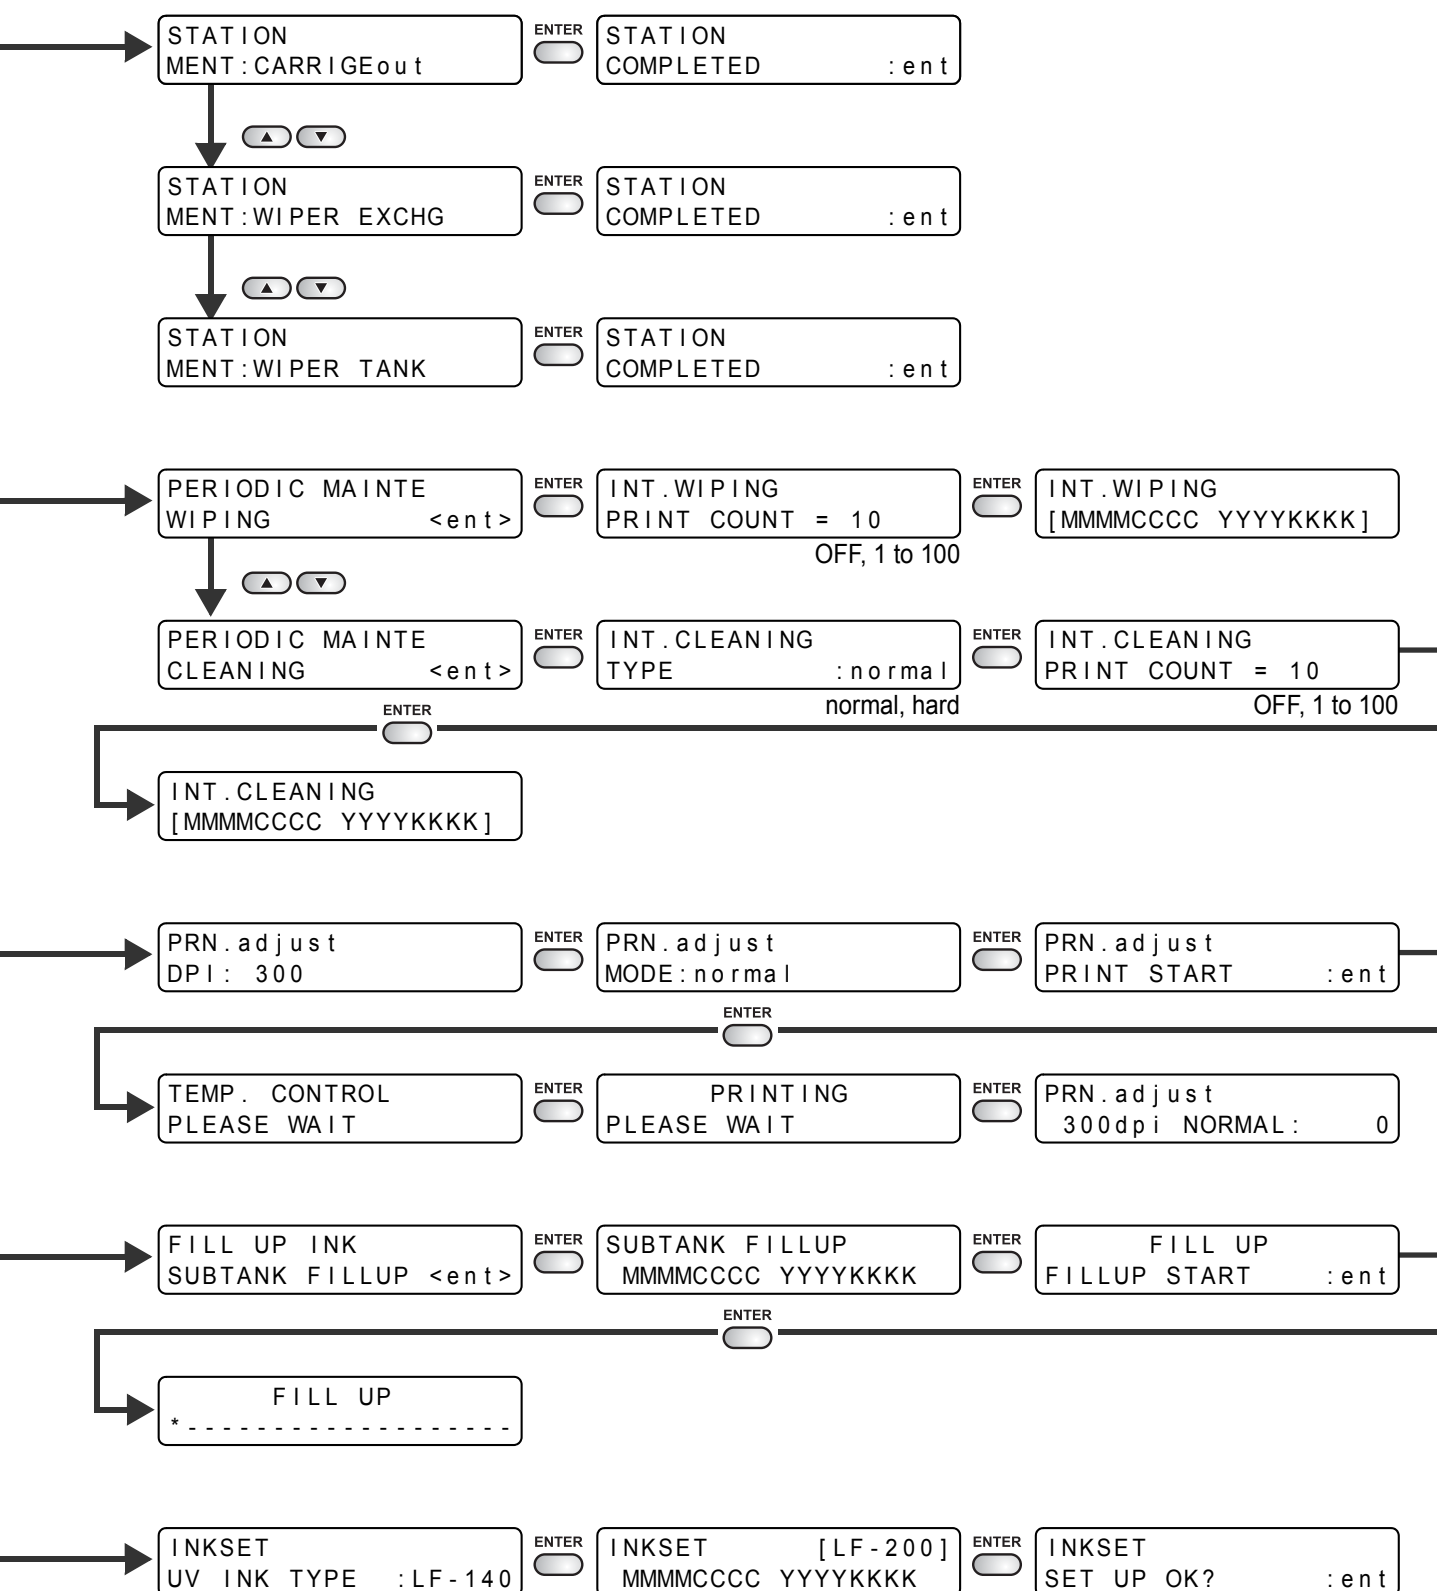 STATION
MENT:CARRIGEout
ENTER
STATION
COMPLETED :ent
STATION
MENT:WIPER EXCHG
ENTER
STATION
COMPLETED :ent
STATION
MENT:WIPER TANK
ENTER
STATION
COMPLETED :ent
PERIODIC MAINTE
WIPING <ent>
ENTER
INT.WIPING
PRINT COUNT = 10
OFF, 1 to 100
ENTER
INT.WIPING
[MMMMCCCC YYYYKKKK]
PERIODIC MAINTE
CLEANING <ent>
ENTER
INT.CLEANING
TYPE :normal
normal, hard
ENTER
INT.CLEANING
PRINT COUNT = 10
OFF, 1 to 100
ENTER
INT.CLEANING
[MMMMCCCC YYYYKKKK]
PRN.adjust
DPI: 300
ENTER
PRN.adjust
MODE:normal
ENTER
PRN.adjust
PRINT START :ent
ENTER
TEMP. CONTROL
PLEASE WAIT
ENTER
PRINTING
PLEASE WAIT
ENTER
PRN.adjust
300dpi NORMAL: 0
FILL UP INK
SUBTANK FILLUP <ent>
ENTER
SUBTANK FILLUP
MMMMCCCC YYYYKKKK
ENTER
FILL UP
FILLUP START :ent
ENTER
FILL UP
*-------------------
INKSET
UV INK TYPE :LF-140
ENTER
INKSET [LF-200]
MMMMCCCC YYYYKKKK
ENTER
INKSET
SET UP OK? :ent